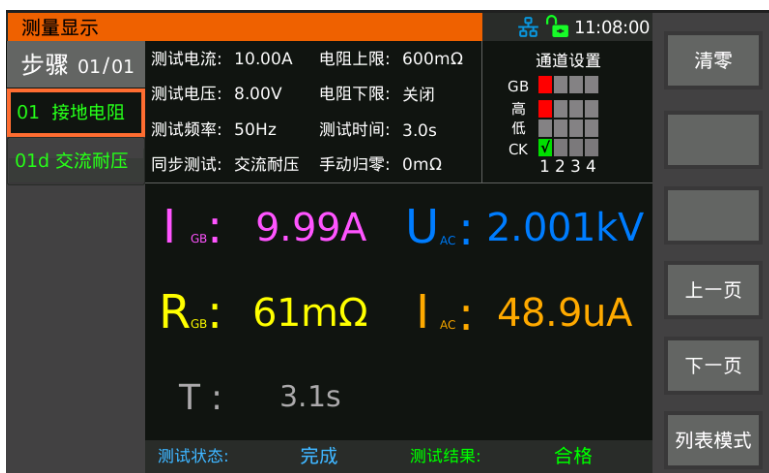 测量显示
11:08:00
步骤 01/01
01 接地电阻
01d 交流耐压
测试电流: 10.00A 电阻上限: 600mΩ
测试电压: 8.00V 电阻下限: 关闭
测试频率: 50Hz 测试时间: 3.0s
同步测试: 交流耐压 手动归零: 0mΩ
通道设置
GB
高
低
CK √
1 2 3 4
I GB: 9.99A U AC: 2.001kV
R GB: 61mΩ I AC: 48.9uA
T: 3.1s
测试状态: 完成 测试结果: 合格
清零
上一页
下一页
列表模式